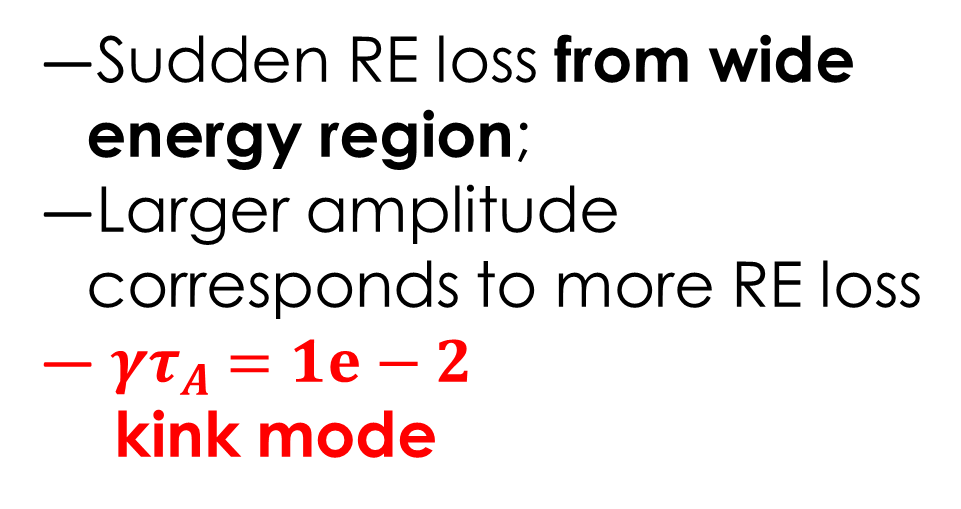 —Sudden RE loss from wide
energy region;
—Larger amplitude
corresponds to more RE loss
— γτ_A = 1e − 2
kink mode